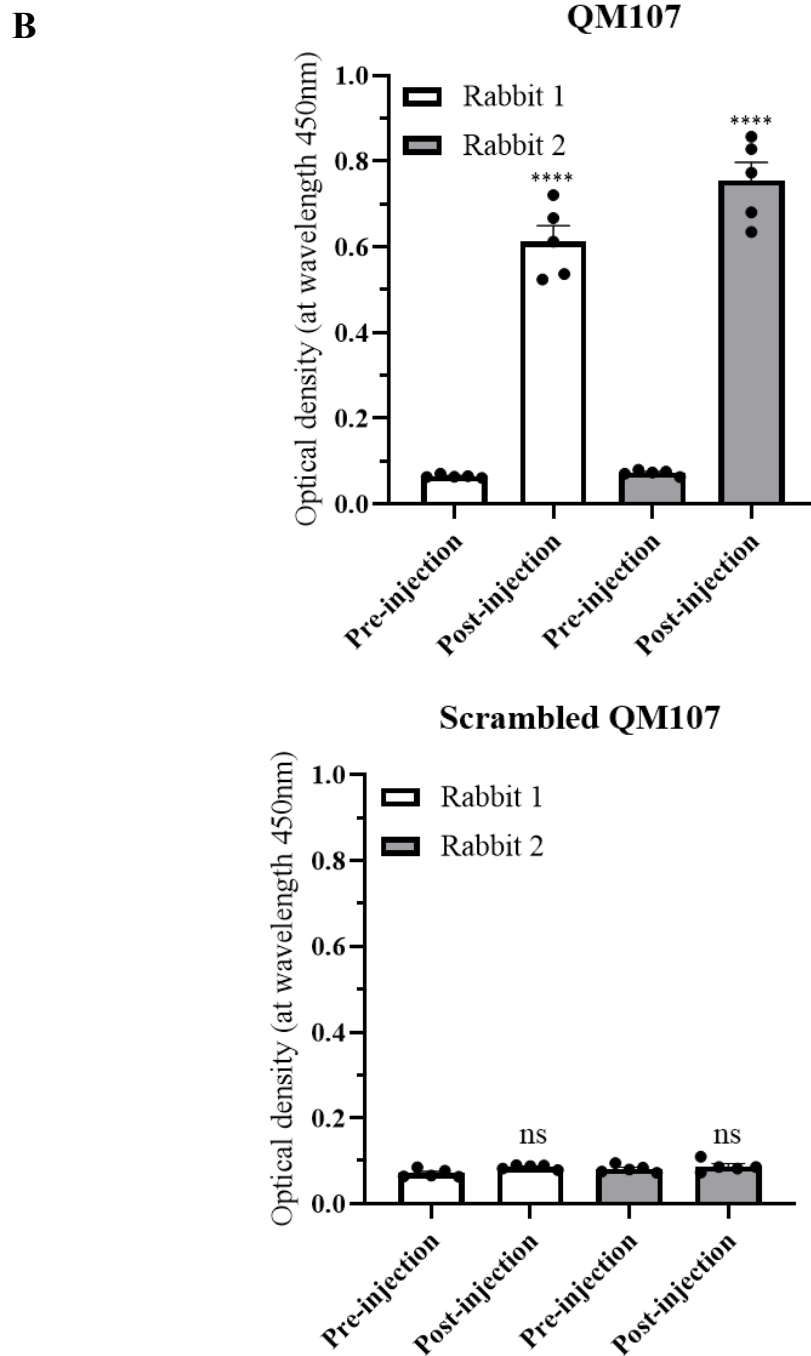 B
QM107
Optical density (at wavelength 450nm)
1.0
0.8
0.6
0.4
0.2
0.0
Rabbit 1
Rabbit 2
****
****
Pre-injection
Post-injection
Pre-injection
Post-injection
Scrambled QM107
Optical density (at wavelength 450nm)
1.0
0.8
0.6
0.4
0.2
0.0
Rabbit 1
Rabbit 2
ns
ns
Pre-injection
Post-injection
Pre-injection
Post-injection